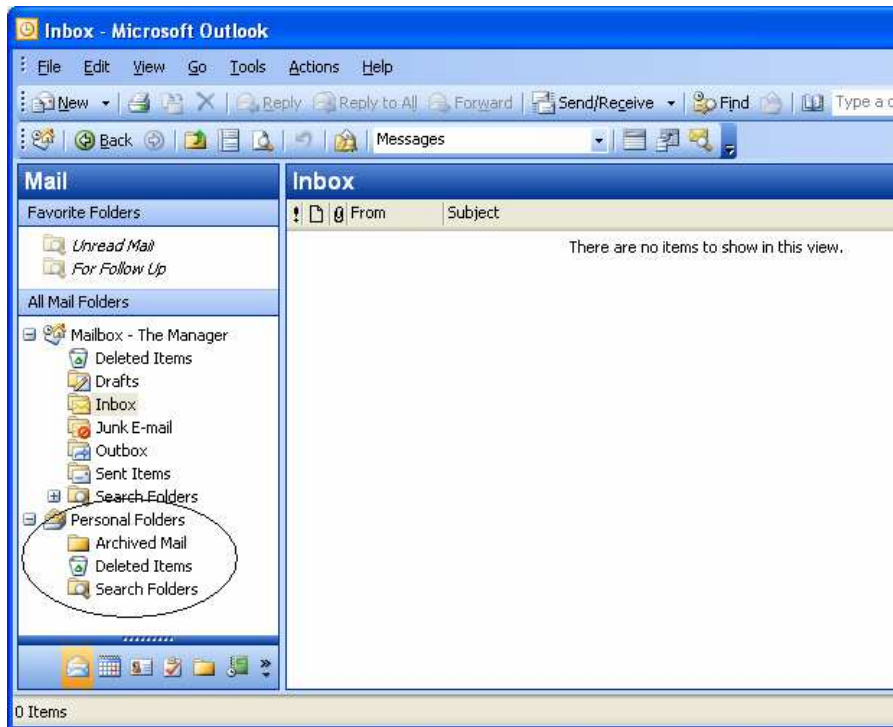 Inbox - Microsoft Outlook
File Edit View Go Tools Actions Help
New Reply Reply to All Forward Send/Receive Find Type a
Back Messages
Mail
Inbox
Favorite Folders
! From Subject
Unread Mail
For Follow Up
There are no items to show in this view.
All Mail Folders
Mailbox - The Manager
Deleted Items
Drafts
Inbox
Junk E-mail
Outbox
Sent Items
Search Folders
Personal Folders
Archived Mail
Deleted Items
Search Folders
0 Items